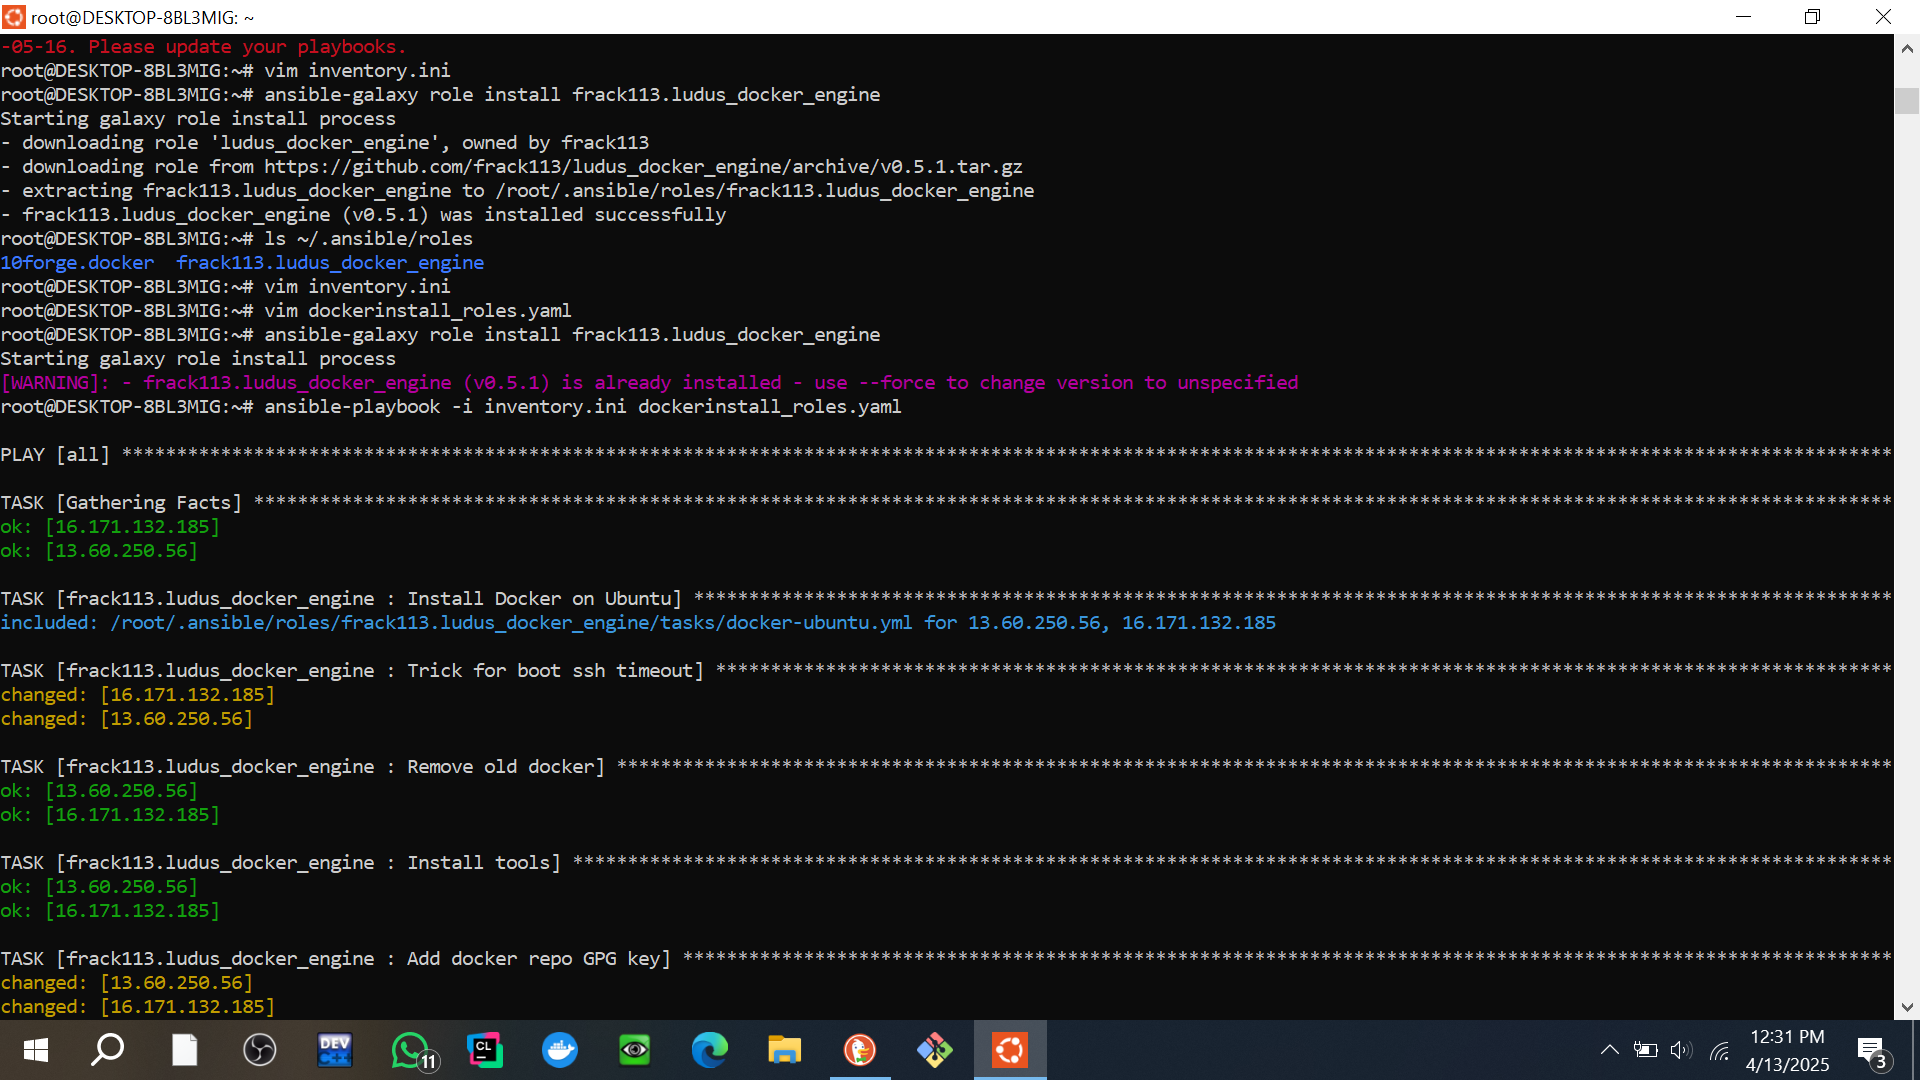 root@DESKTOP-8BL3MIG: ~
-05-16. Please update your playbooks.
root@DESKTOP-8BL3MIG:~# vim inventory.ini
root@DESKTOP-8BL3MIG:~# ansible-galaxy role install frack113.ludus_docker_engine
Starting galaxy role install process
- downloading role 'ludus_docker_engine', owned by frack113
- downloading role from https://github.com/frack113/ludus_docker_engine/archive/v0.5.1.tar.gz
- extracting frack113.ludus_docker_engine to /root/.ansible/roles/frack113.ludus_docker_engine
- frack113.ludus_docker_engine (v0.5.1) was installed successfully
root@DESKTOP-8BL3MIG:~# ls ~/.ansible/roles
10forge.docker  frack113.ludus_docker_engine
root@DESKTOP-8BL3MIG:~# vim inventory.ini
root@DESKTOP-8BL3MIG:~# vim dockerinstall_roles.yaml
root@DESKTOP-8BL3MIG:~# ansible-galaxy role install frack113.ludus_docker_engine
Starting galaxy role install process
[WARNING]: - frack113.ludus_docker_engine (v0.5.1) is already installed - use --force to change version to unspecified
root@DESKTOP-8BL3MIG:~# ansible-playbook -i inventory.ini dockerinstall_roles.yaml
PLAY [all] *****************************************************************************************************************************************************************
TASK [Gathering Facts] *****************************************************************************************************************************************************
ok: [16.171.132.185]
ok: [13.60.250.56]
TASK [frack113.ludus_docker_engine : Install Docker on Ubuntu] *************************************************************************************************************
included: /root/.ansible/roles/frack113.ludus_docker_engine/tasks/docker-ubuntu.yml for 13.60.250.56, 16.171.132.185
TASK [frack113.ludus_docker_engine : Trick for boot ssh timeout] ***********************************************************************************************************
changed: [16.171.132.185]
changed: [13.60.250.56]
TASK [frack113.ludus_docker_engine : Remove old docker] ********************************************************************************************************************
ok: [13.60.250.56]
ok: [16.171.132.185]
TASK [frack113.ludus_docker_engine : Install tools] ************************************************************************************************************************
ok: [13.60.250.56]
ok: [16.171.132.185]
TASK [frack113.ludus_docker_engine : Add docker repo GPG key] **************************************************************************************************************
changed: [13.60.250.56]
changed: [16.171.132.185]
DEV C++
11
CL
12:31 PM
4/13/2025
3